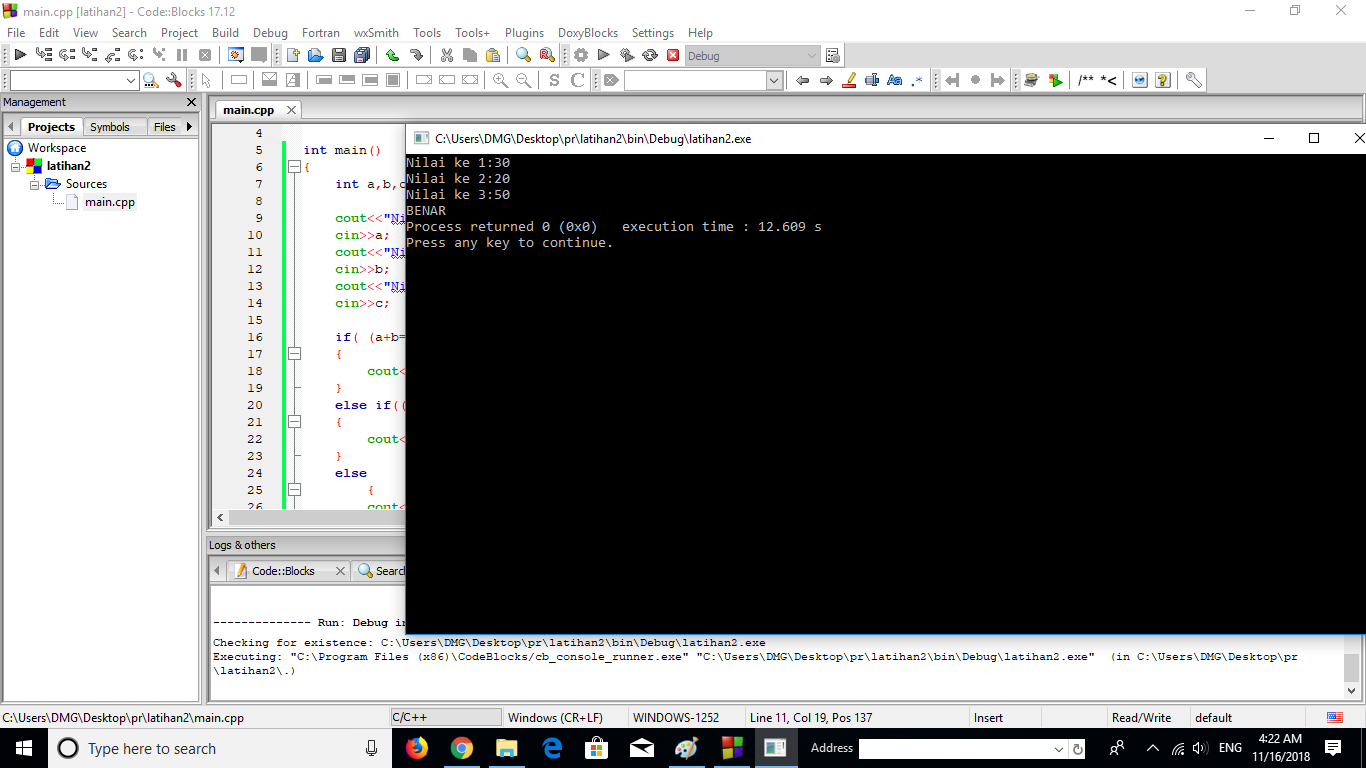 main.cpp [latihan2] - Code::Blocks 17.12
File Edit View Search Project Build Debug Fortran wxSmith Tools Tools+ Plugins DoxyBlocks Settings Help
Debug
S C /** *<
Management
main.cpp
Projects Symbols Files
Workspace
latihan2
Sources
main.cpp
4
5 int main()
6 {
7 int a,b,c
8
9 cout<<"Ni
10 cin>>a;
11 cout<<"Ni
12 cin>>b;
13 cout<<"Ni
14 cin>>c;
15
16 if( (a+b=
17 {
18 cout<
19 }
20 else if((
21 {
22 cout<
23 }
24 else
25 {
26 cout<
C:\Users\DMG\Desktop\pr\latihan2\bin\Debug\latihan2.exe
Nilai ke 1:30
Nilai ke 2:20
Nilai ke 3:50
BENAR
Process returned 0 (0x0)   execution time : 12.609 s
Press any key to continue.
Logs & others
Code::Blocks Search
-------------- Run: Debug in
Checking for existence: C:\Users\DMG\Desktop\pr\latihan2\bin\Debug\latihan2.exe
Executing: "C:\Program Files (x86)\CodeBlocks/cb_console_runner.exe" "C:\Users\DMG\Desktop\pr\latihan2\bin\Debug\latihan2.exe"  (in C:\Users\DMG\Desktop\pr
\latihan2\.)
C:\Users\DMG\Desktop\pr\latihan2\main.cpp C/C++ Windows (CR+LF) WINDOWS-1252 Line 11, Col 19, Pos 137 Insert Read/Write default
Type here to search Address ENG 4:22 AM
11/16/2018